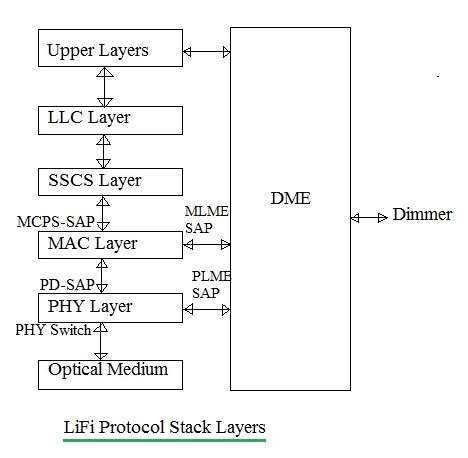 Upper Layers
LLC Layer
SSCS Layer
MCPS-SAP
MLME
SAP
MAC Layer
PD-SAP
PLME
SAP
PHY Layer
PHY Switch
Optical Medium
DME
Dimmer
LiFi Protocol Stack Layers